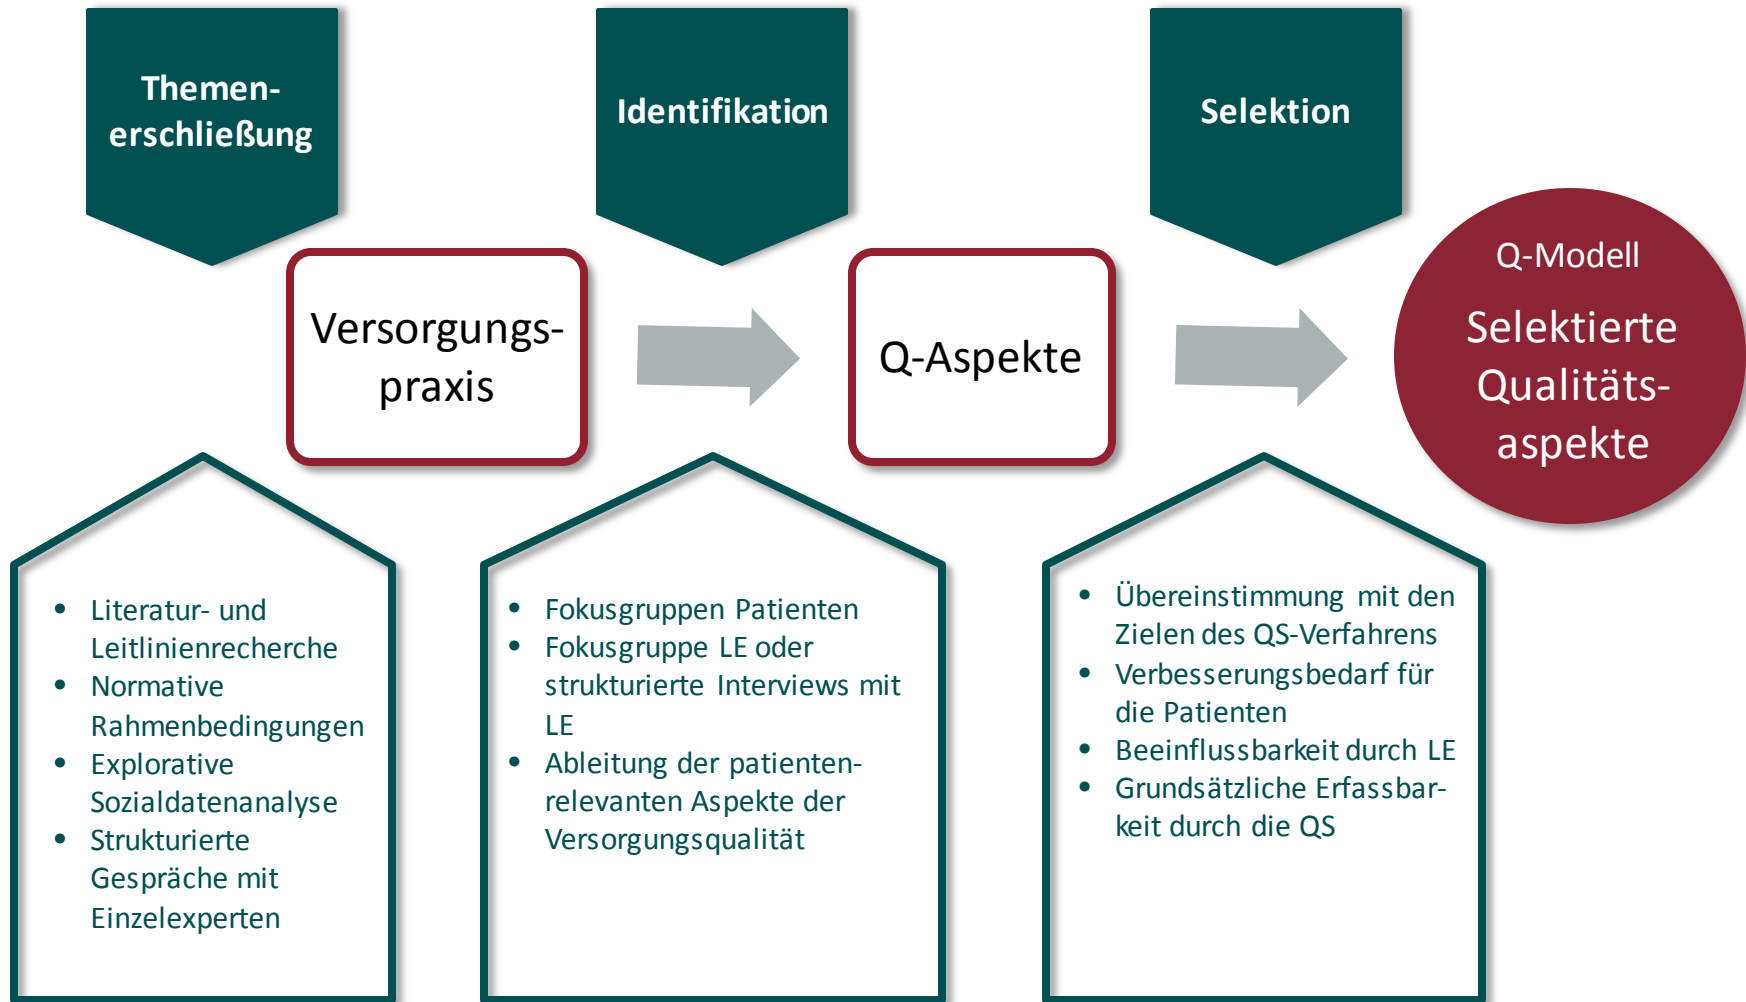 Themen-
erschließung
Identifikation
Selektion
Versorgungs-
praxis
Q-Aspekte
Q-Modell
Selektierte
Qualitäts-
aspekte
• Literatur- und
Leitlinienrecherche
• Normative
Rahmenbedingungen
• Explorative
Sozialdatenanalyse
• Strukturierte
Gespräche mit
Einzelexperten
• Fokusgruppen Patienten
• Fokusgruppe LE oder
strukturierte Interviews mit
LE
• Ableitung der patienten-
relevanten Aspekte der
Versorgungsqualität
• Übereinstimmung mit den
Zielen des QS-Verfahrens
• Verbesserungsbedarf für
die Patienten
• Beeinflussbarkeit durch LE
• Grundsätzliche Erfassbar-
keit durch die QS